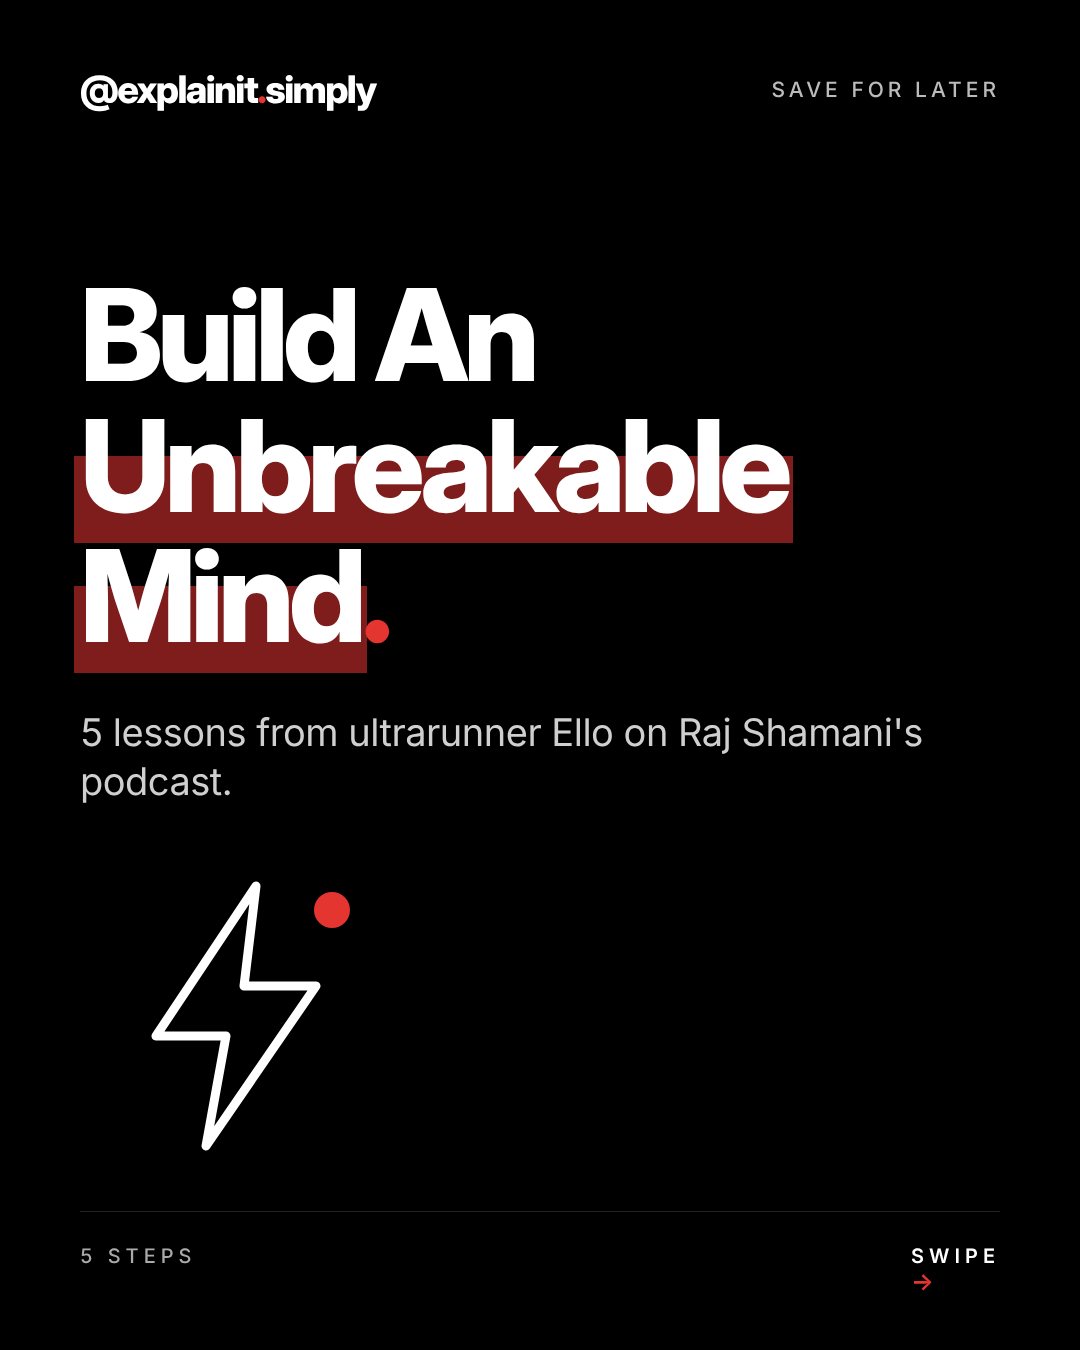 @explainit.simply
SAVE FOR LATER
Build An
Unbreakable
Mind.
5 lessons from ultrarunner Ello on Raj Shamani's
podcast.
5 STEPS
SWIPE
→